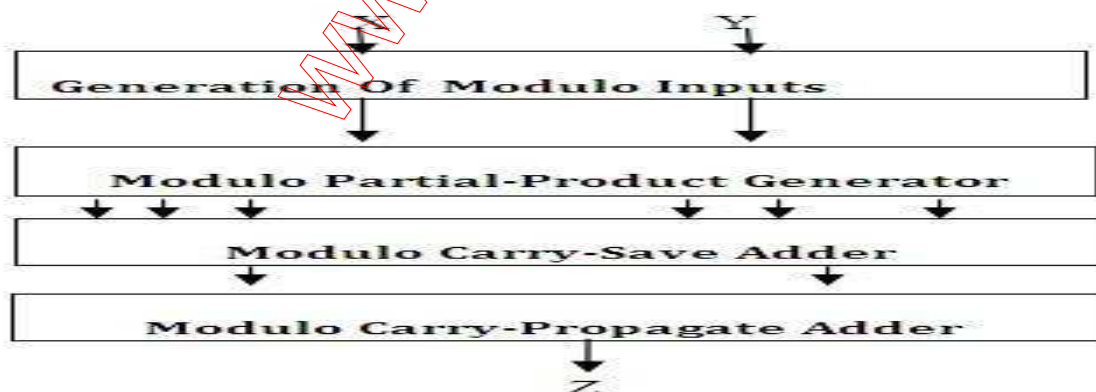 X Y
Generation Of Modulo Inputs
Modulo Partial-Product Generator
Modulo Carry-Save Adder
Modulo Carry-Propagate Adder
Z